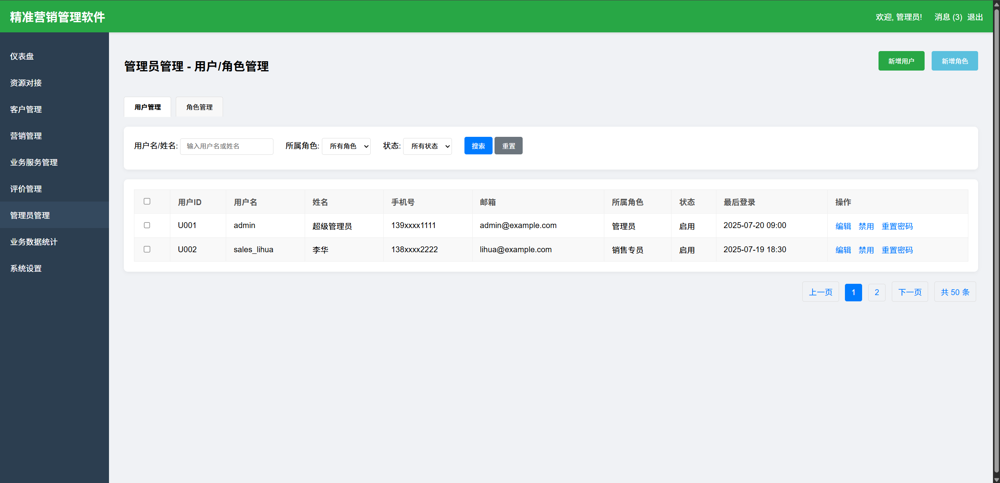 精准营销管理软件
欢迎, 管理员! 消息 (3) 退出
仪表盘
资源对接
客户管理
营销管理
业务服务管理
评价管理
管理员管理
业务数据统计
系统设置
管理员管理 - 用户/角色管理
新增用户 新增角色
用户管理 角色管理
用户名/姓名: 输入用户名或姓名 所属角色: 所有角色 状态: 所有状态 搜索 重置
用户ID 用户名 姓名 手机号 邮箱 所属角色 状态 最后登录 操作
U001 admin 超级管理员 139xxxx1111 admin@example.com 管理员 启用 2025-07-20 09:00 编辑 禁用 重置密码
U002 sales_lihua 李华 138xxxx2222 lihua@example.com 销售专员 启用 2025-07-19 18:30 编辑 禁用 重置密码
上一页 1 2 下一页 共 50 条